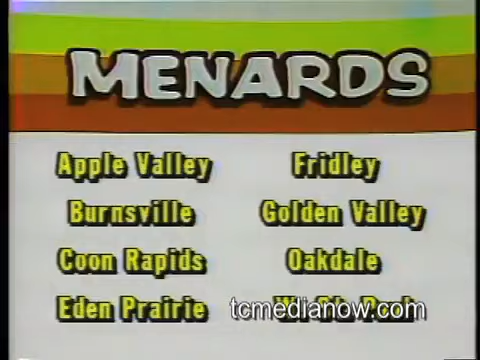 MENARDS
Apple Valley
Fridley
Burnsville
Golden Valley
Coon Rapids
Oakdale
Eden Prairie
tcmedianow.com